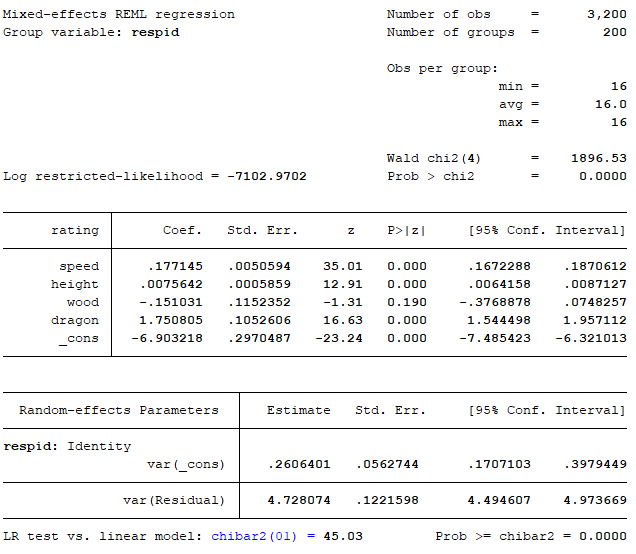 Mixed-effects REML regression Number of obs = 3,200
Group variable: respid Number of groups = 200
Obs per group:
min = 16
avg = 16.0
max = 16
Wald chi2(4) = 1896.53
Log restricted-likelihood = -7102.9702 Prob > chi2 = 0.0000
rating Coef. Std. Err. z P>|z| [95% Conf. Interval]
speed .177145 .0050594 35.01 0.000 .1672288 .1870612
height .0075642 .0005859 12.91 0.000 .0064158 .0087127
wood -.151031 .1152352 -1.31 0.190 -.3768878 .0748257
dragon 1.750805 .1052606 16.63 0.000 1.544498 1.957112
_cons -6.903218 .2970487 -23.24 0.000 -7.485423 -6.321013
Random-effects Parameters Estimate Std. Err. [95% Conf. Interval]
respid: Identity
var(_cons) .2606401 .0562744 .1707103 .3979449
var(Residual) 4.728074 .1221598 4.494607 4.973669
LR test vs. linear model: chibar2(01) = 45.03 Prob >= chibar2 = 0.0000